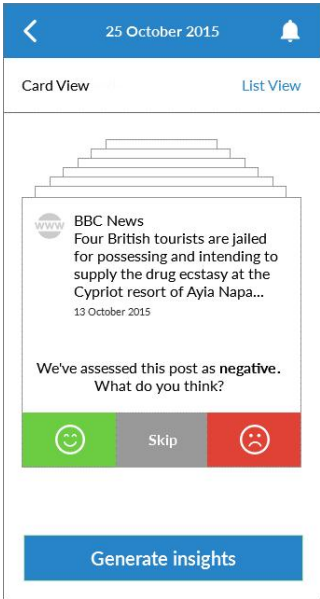 25 October 2015
Card View
List View
www
BBC News
Four British tourists are jailed
for possessing and intending to
supply the drug ecstasy at the
Cypriot resort of Ayia Napa...
13 October 2015
We've assessed this post as negative.
What do you think?
Skip
Generate insights